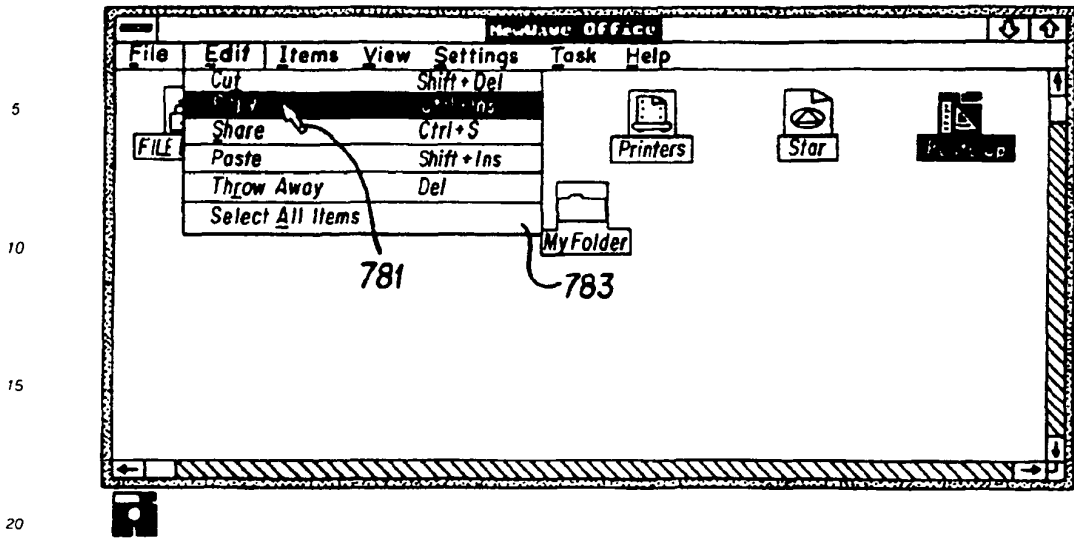 NewWave Office
File Edit Items View Settings Task Help
Cut Shift+Del
5
Share Ctrl+S
FILE
Printers
Star
Paste Shift+Ins
Throw Away Del
Select All Items
10
My Folder
781
783
15
20